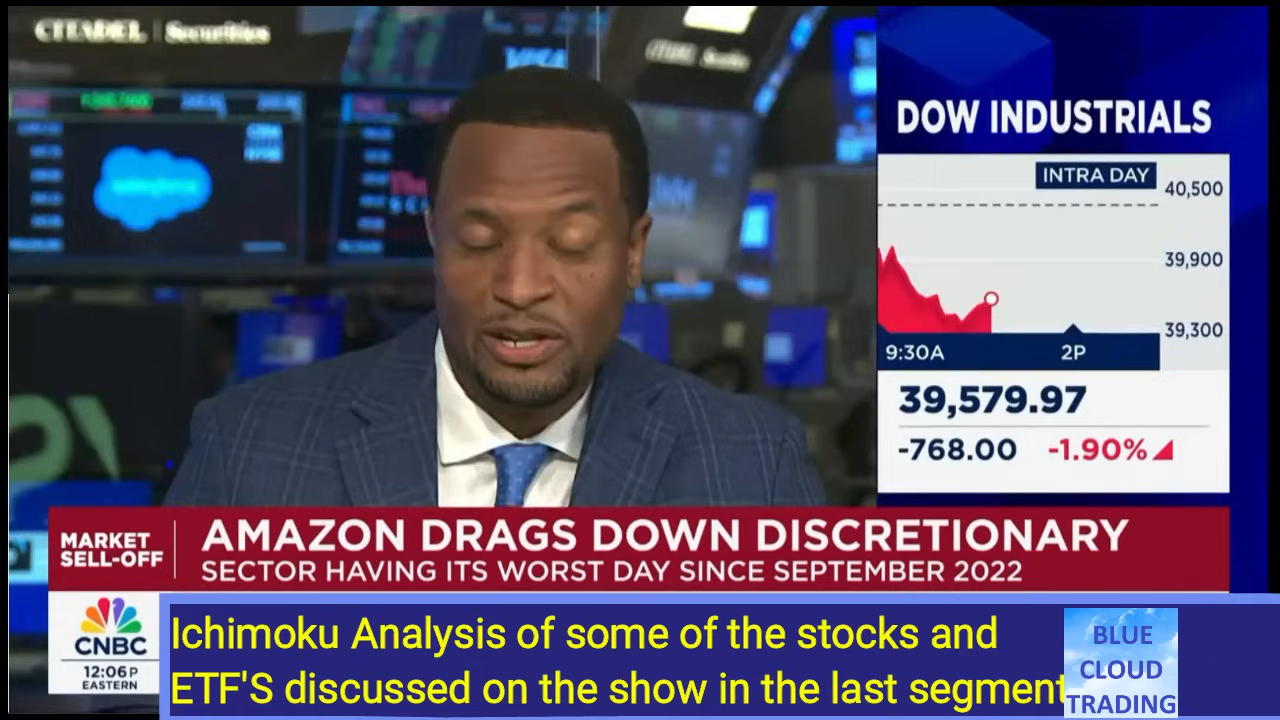 CITADEL | Securities
VISA
salesforce
DOW INDUSTRIALS
INTRA DAY
40,500
39,900
39,300
9:30A
2P
39,579.97
-768.00 -1.90%
MARKET
SELL-OFF
AMAZON DRAGS DOWN DISCRETIONARY
SECTOR HAVING ITS WORST DAY SINCE SEPTEMBER 2022
CNBC
12:06P
EASTERN
Ichimoku Analysis of some of the stocks and
ETF'S discussed on the show in the last segment
BLUE
CLOUD
TRADING